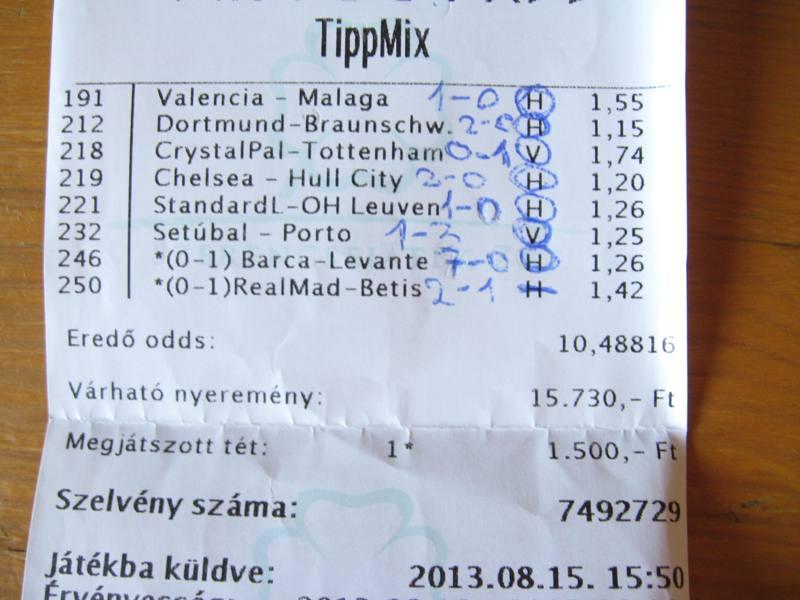 TippMix
191 Valencia - Malaga 1-0 H 1,55
212 Dortmund-Braunschw. 2-0 H 1,15
218 CrystalPal-Tottenham 0-1 V 1,74
219 Chelsea - Hull City 2-0 H 1,20
221 StandardL-OH Leuven 1-0 H 1,26
232 Setúbal - Porto 1-3 V 1,25
246 *(0-1) Barca-Levante 7-0 H 1,26
250 *(0-1)RealMad-Betis 2-1 H 1,42
Eredő odds: 10,48816
Várható nyeremény: 15.730,- Ft
Megjátszott tét: 1* 1.500,- Ft
Szelvény száma: 7492729
Játékba küldve: 2013.08.15. 15:50